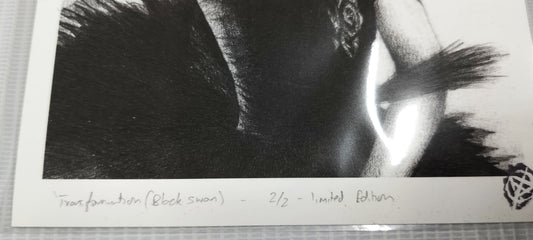 Transformation (Black swan) - 2/2 - limited Edition